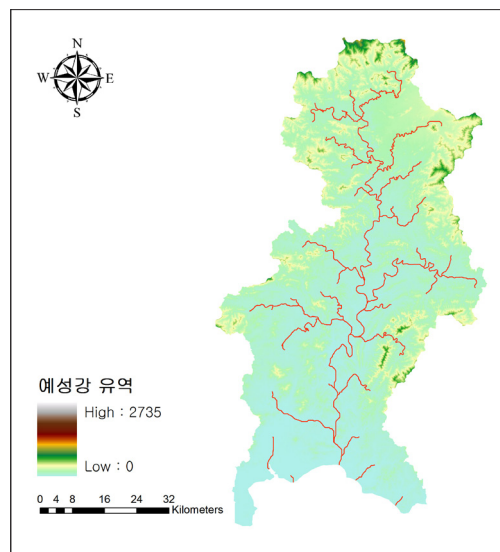 N
W E
S
예성강 유역
High : 2735
Low : 0
0 4 8 16 24 32
Kilometers